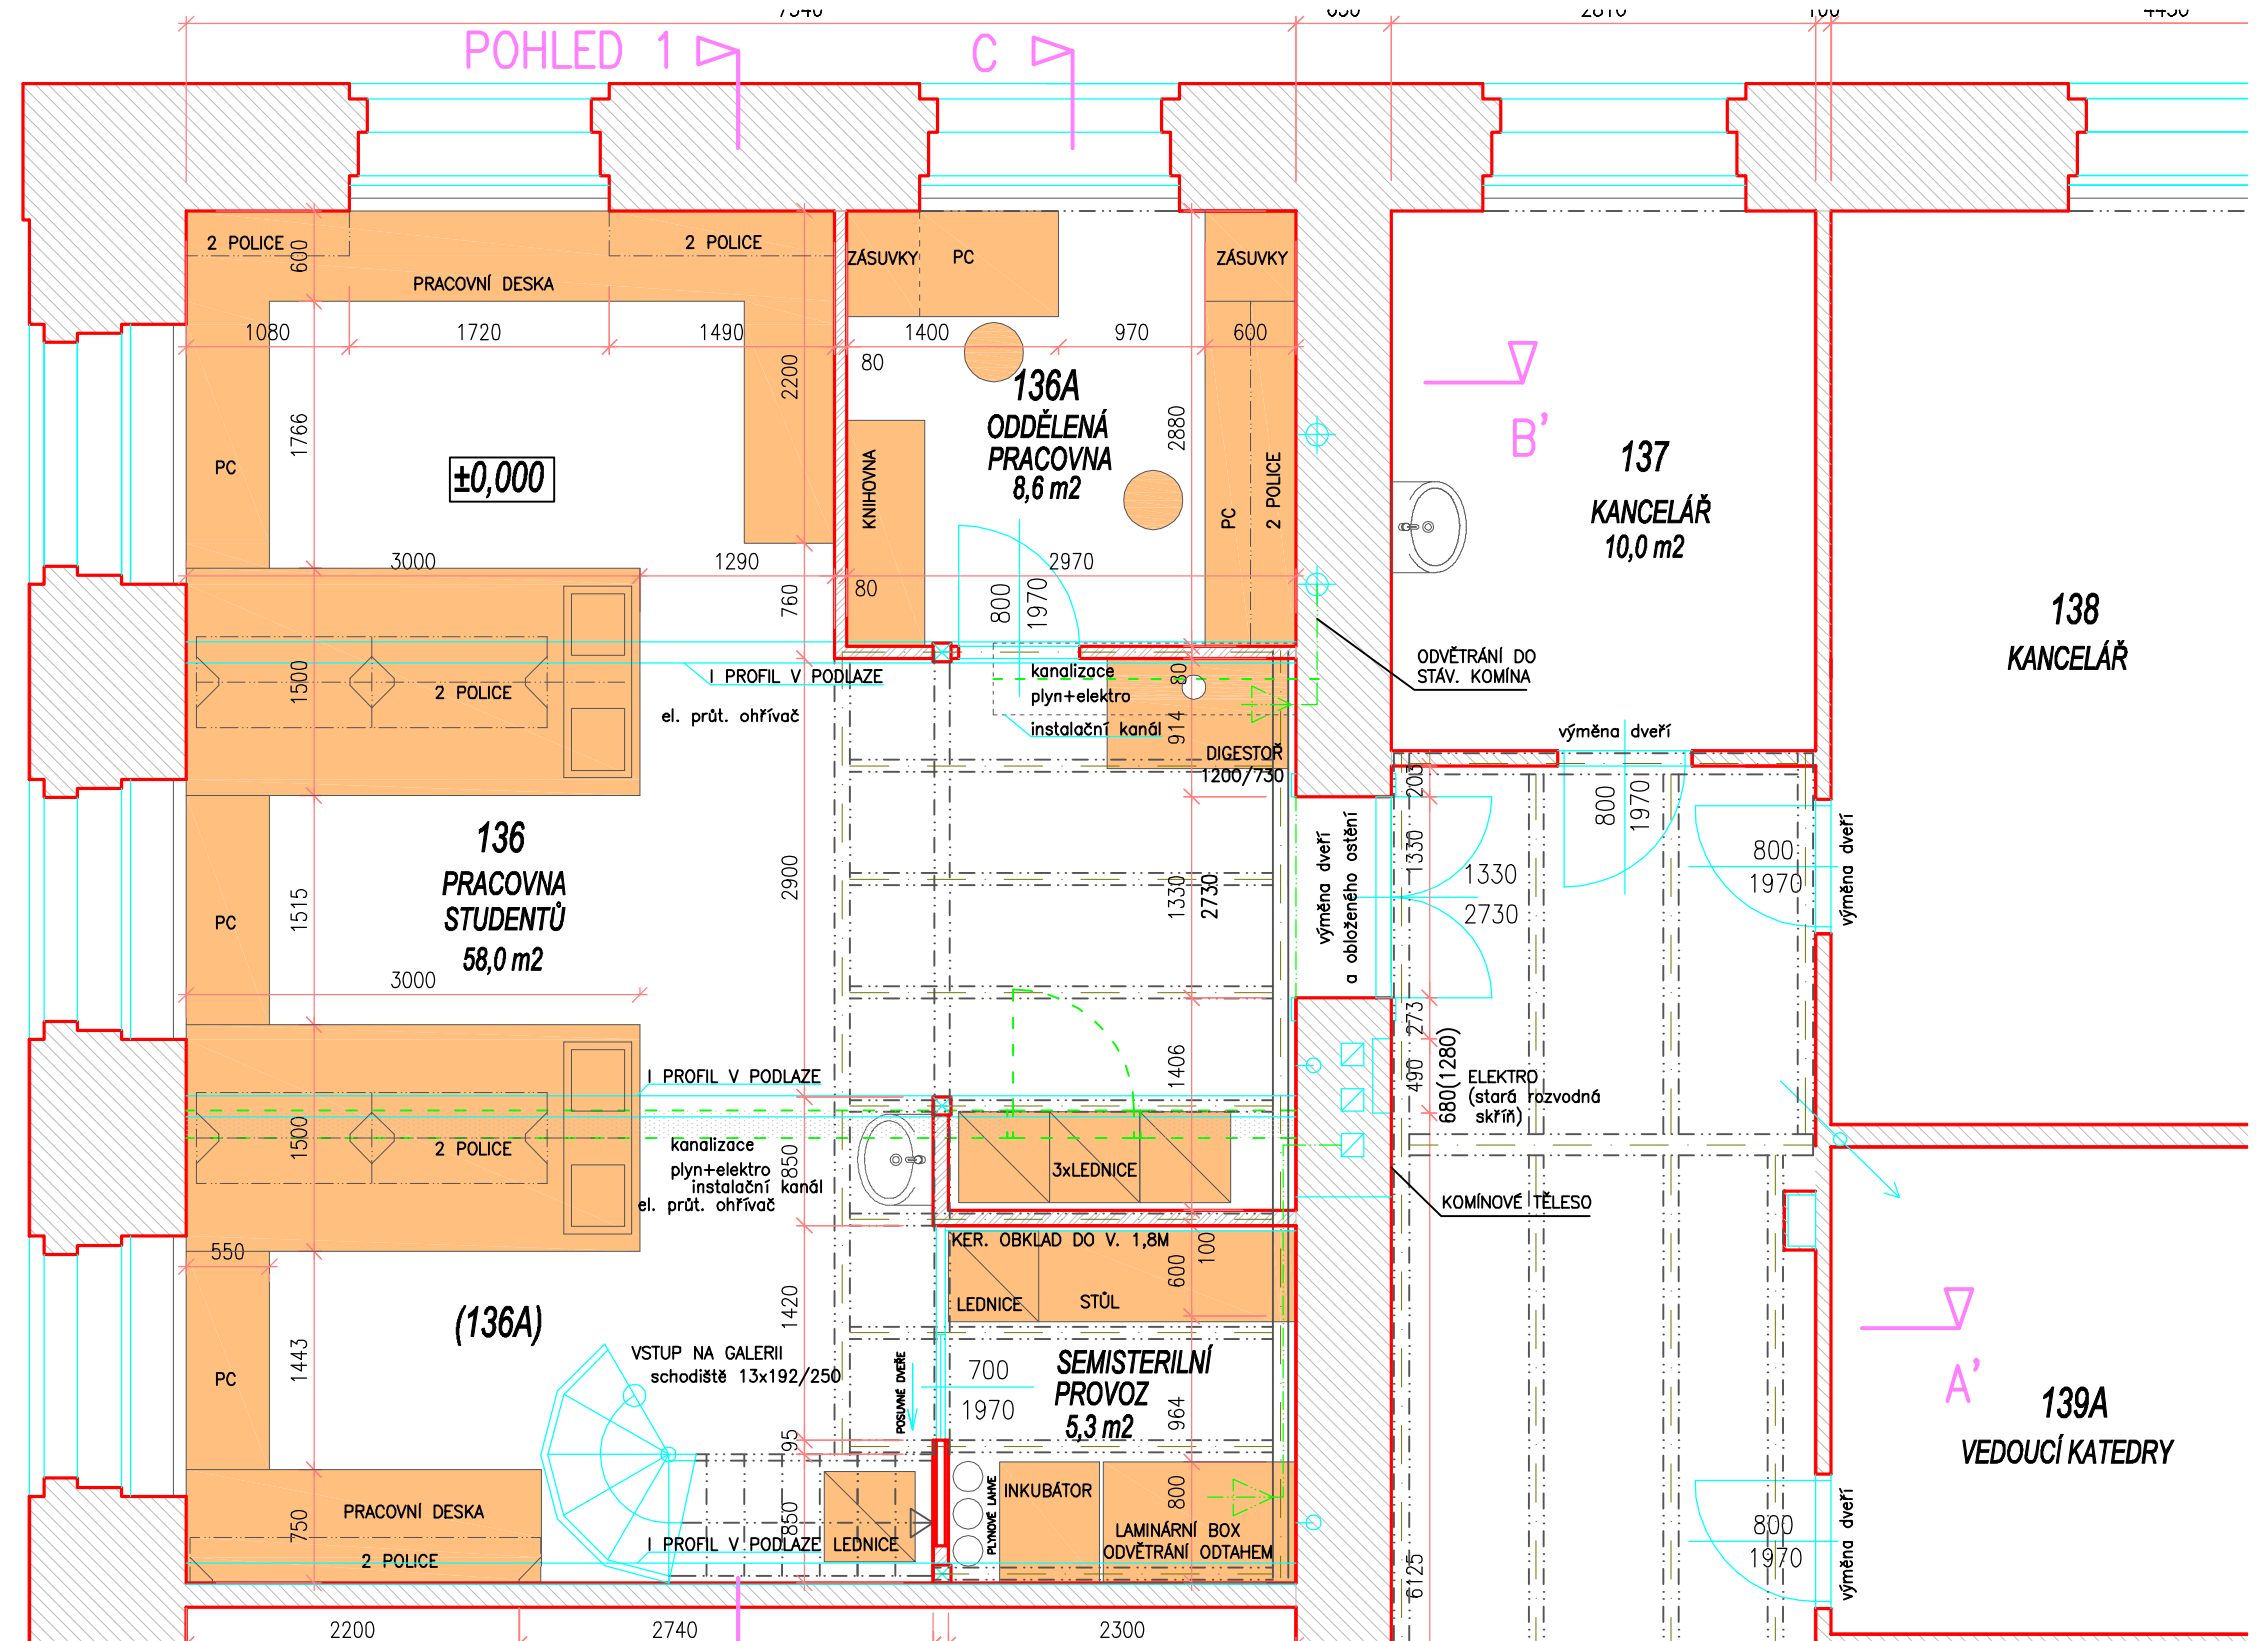 POHLED 1
C
2 POLICE
600
2 POLICE
PRACOVNÍ DESKA
ZÁSUVKY
PC
ZÁSUVKY
1080
1720
1490
1400
970
600
80
2200
1766
PC
±0,000
136A
ODDĚLENÁ
PRACOVNA
8,6 m2
2880
KNIHOVNA
PC
2 POLICE
B'
137
KANCELÁŘ
10,0 m2
3000
1290
2970
760
80
800
1970
138
KANCELÁŘ
1500
2 POLICE
I PROFIL V PODLAZE
el. průt. ohřívač
kanalizace
plyn+elektro
instalační kanál
80
914
DIGESTOŘ
1200/730
ODVĚTRÁNÍ DO
STÁV. KOMÍNA
výměna dveří
203
800
1970
136
PRACOVNA
STUDENTŮ
58,0 m2
1515
PC
2900
1330
2730
výměna dveří
a obloženého ostění
1330
1330
2730
800
1970
výměna dveří
3000
273
1406
490
680(1280)
ELEKTRO
(stará rozvodná
skříň)
I PROFIL V PODLAZE
1500
2 POLICE
kanalizace
plyn+elektro
instalační kanál
el. průt. ohřívač
850
3xLEDNICE
KOMÍNOVÉ TĚLESO
550
KER. OBKLAD DO V. 1,8M
100
600
LEDNICE
STŮL
1420
(136A)
1443
PC
VSTUP NA GALERII
schodiště 13x192/250
POSUVNÉ DVEŘE
700
1970
SEMISTERILNÍ
PROVOZ
5,3 m2
964
A'
139A
VEDOUCÍ KATEDRY
95
PRACOVNÍ DESKA
750
2 POLICE
I PROFIL V PODLAZE
850
LEDNICE
PLYNOVÉ LAHVE
INKUBÁTOR
800
LAMINÁRNÍ BOX
ODVĚTRÁNÍ ODTAHEM
6125
800
1970
výměna dveří
2200
2740
2300